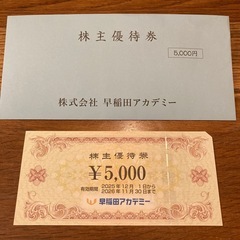 株主優待券
5,000円
株式会社 早稲田アカデミー
株主優待券
¥5,000
有効期間 2025年12月1日から
2026年11月30日まで
早稲田アカデミー